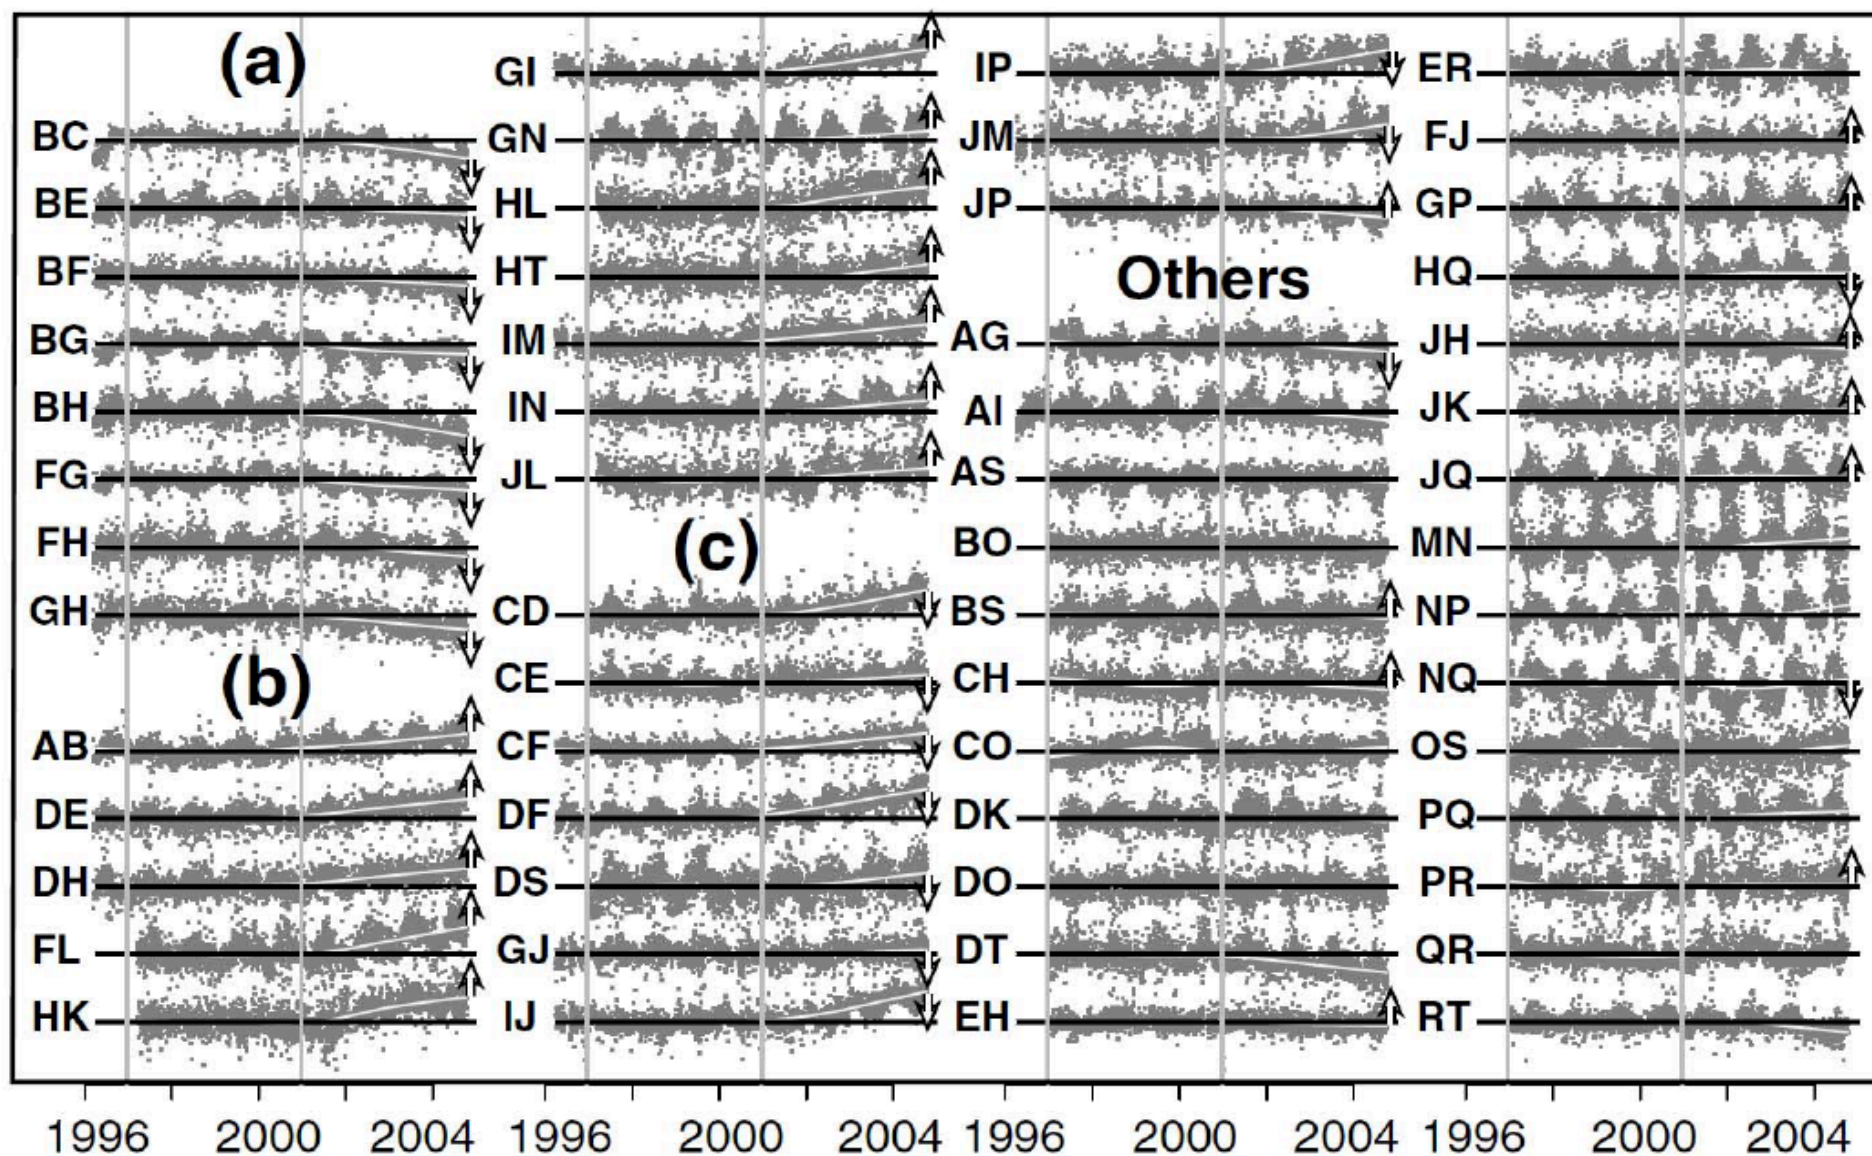 (a)
BC
BE
BF
BG
BH
FG
FH
GH
(b)
AB
DE
DH
FL
HK
GI
GN
HL
HT
IM
IN
JL
(c)
CD
CE
CF
DF
DS
GJ
IJ
IP
JM
JP
Others
AG
AI
AS
BO
BS
CH
CO
DK
DO
DT
EH
ER
FJ
GP
HQ
JH
JK
JQ
MN
NP
NQ
OS
PQ
PR
QR
RT
1996 2000 2004 1996 2000 2004 1996 2000 2004 1996 2000 2004